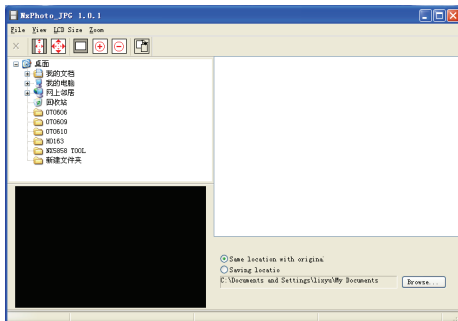 NxPhoto_JPG 1.0.1
File View LCD Size Zoom
桌面
我的文档
我的电脑
网上邻居
回收站
070606
070609
070610
MD163
NX5858 TOOL
新建文件夹
Same location with origina
Saving locatio
C:\Documents and Settings\lixyu\My Documents Browse...